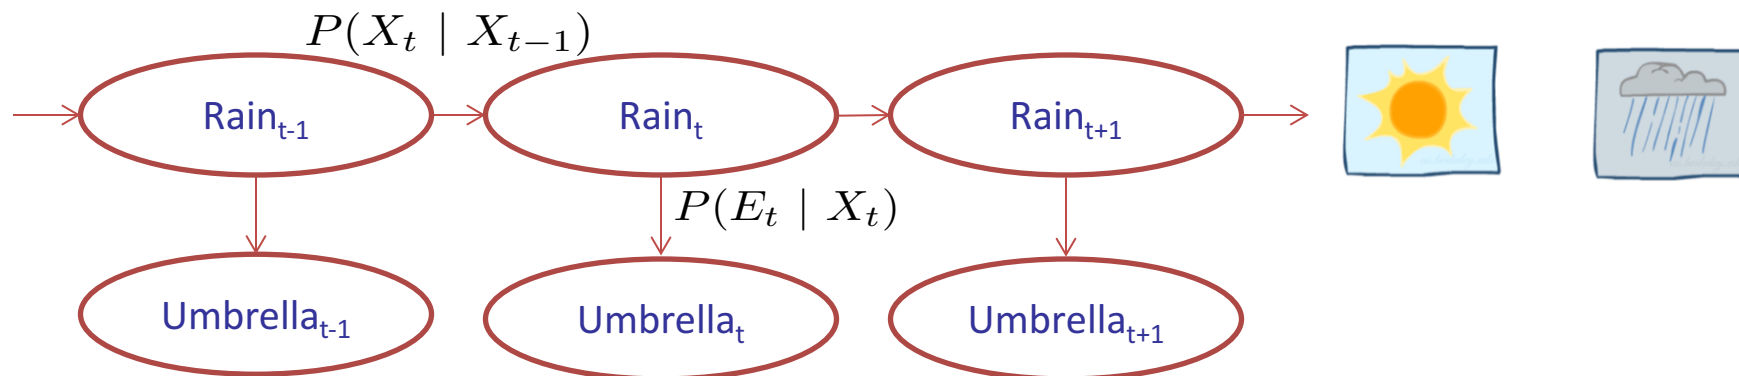 P(X_t | X_{t-1})
Rain_{t-1} Rain_t Rain_{t+1}
P(E_t | X_t)
Umbrella_{t-1} Umbrella_t Umbrella_{t+1}